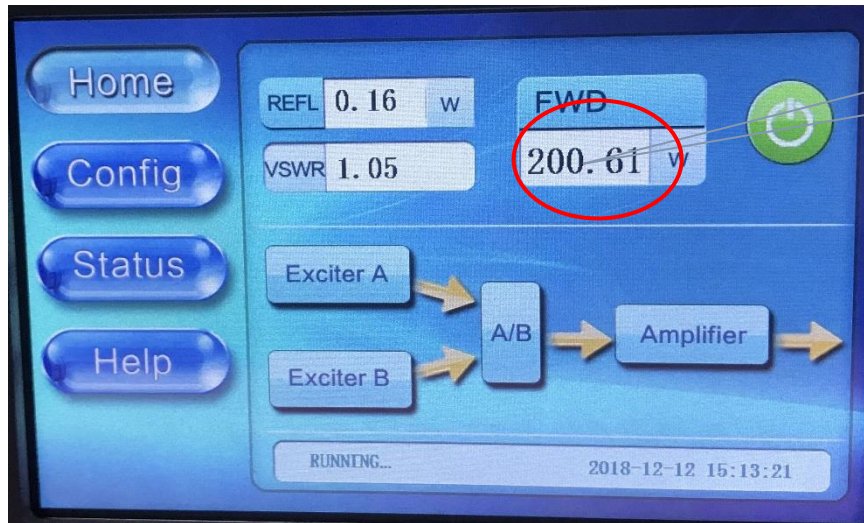 Home
Config
Status
Help
REFL 0.16 W
VSWR 1.05
FWD
200.61 W
Exciter A
Exciter B
A/B
Amplifier
RUNNING...
2018-12-12 15:13:21